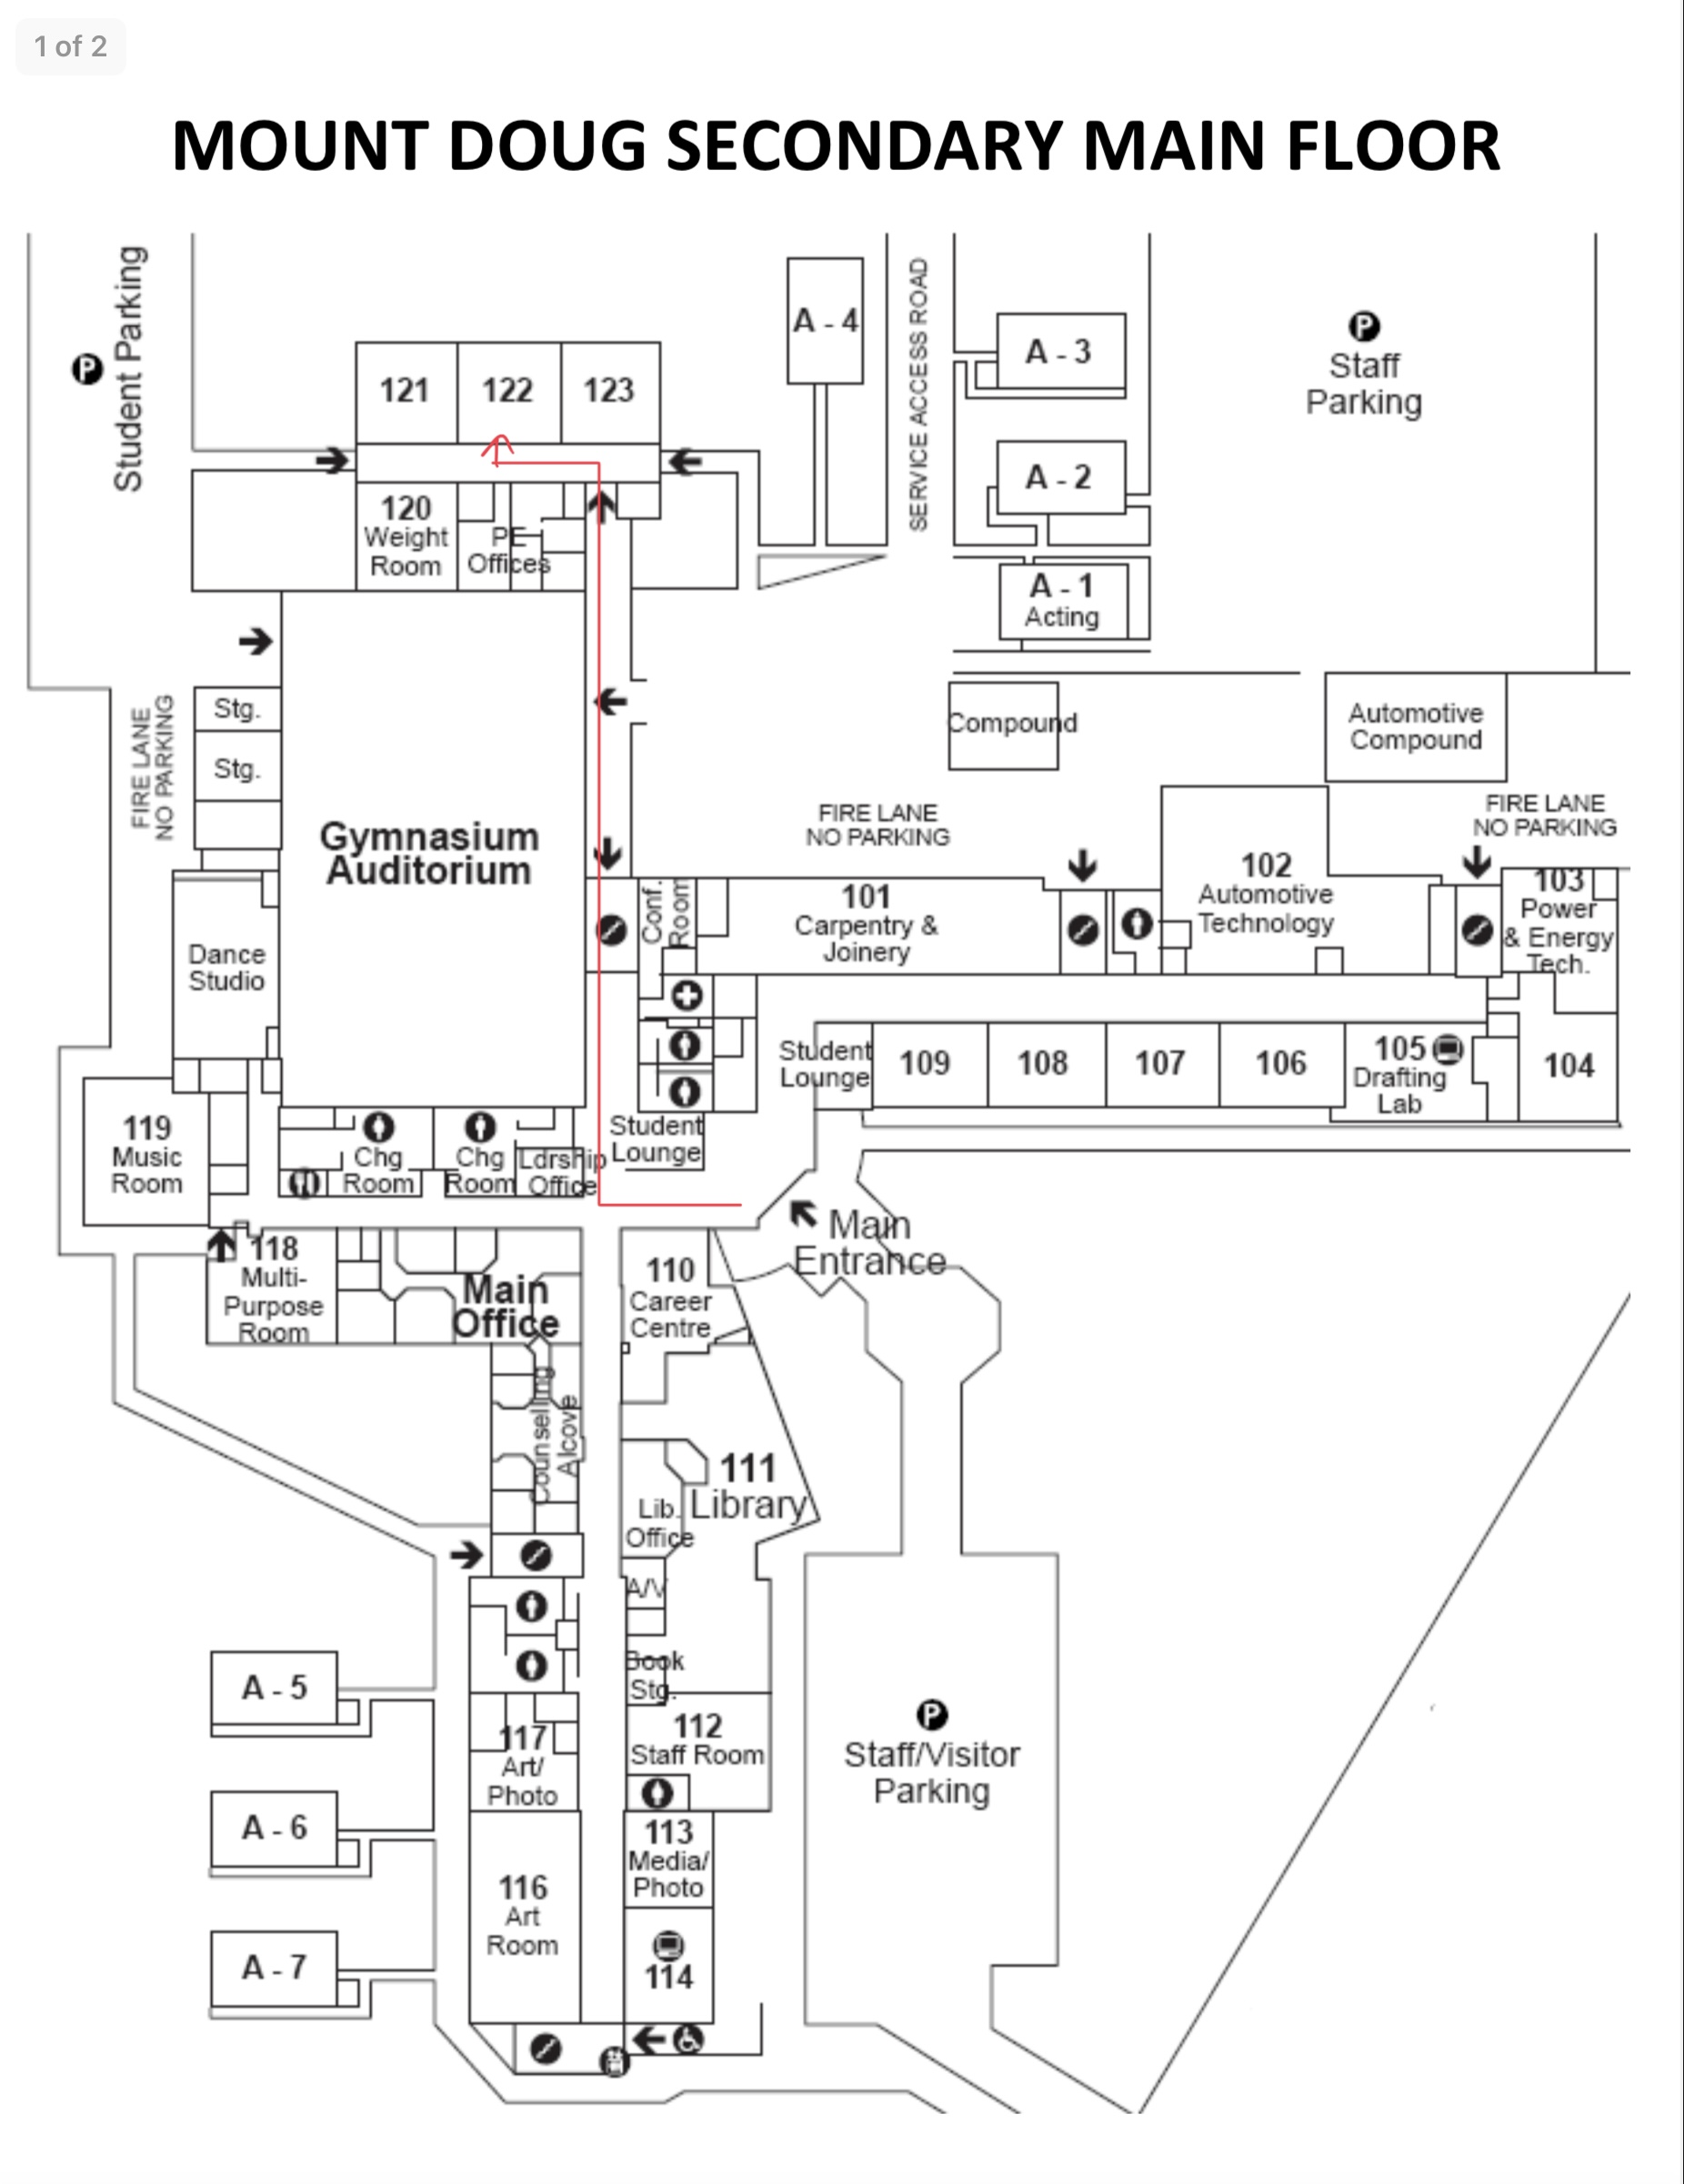 1 of 2
MOUNT DOUG SECONDARY MAIN FLOOR
P
Student Parking
A - 4
SERVICE ACCESS ROAD
A - 3
P
Staff
Parking
121
122
123
A - 2
120
Weight
Room
PE
Offices
A - 1
Acting
Stg.
Stg.
FIRE LANE
NO PARKING
Compound
Automotive
Compound
Gymnasium
Auditorium
FIRE LANE
NO PARKING
FIRE LANE
NO PARKING
Conf.
Room
101
Carpentry &
Joinery
102
Automotive
Technology
103
Power
& Energy
Tech.
Dance
Studio
Student
Lounge
109
108
107
106
105
Drafting
Lab
104
119
Music
Room
Chg
Room
Chg
Room
Ldrship
Office
Student
Lounge
Main
Entrance
118
Multi-
Purpose
Room
Main
Office
110
Career
Centre
Counselling
Alcove
111
Library
Lib.
Office
A/V
Book
Stg.
A - 5
117
Art/
Photo
112
Staff Room
P
Staff/Visitor
Parking
A - 6
113
Media/
Photo
116
Art
Room
A - 7
114